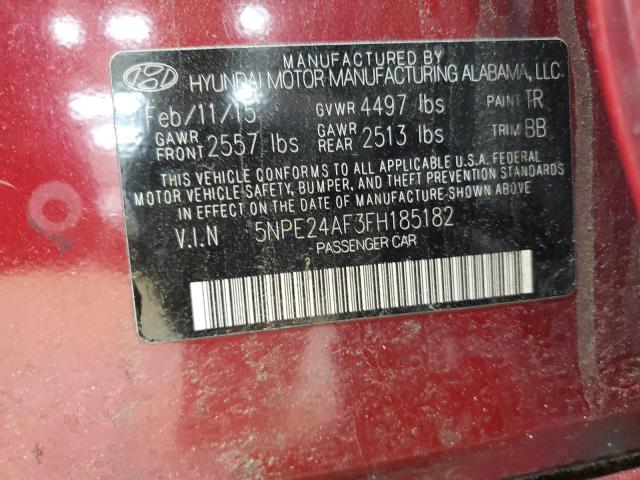 MANUFACTURED BY
HYUNDAI MOTOR MANUFACTURING ALABAMA, LLC.
Feb/11/15 GVWR 4497 lbs PAINT TR
GAWR FRONT 2557 lbs GAWR REAR 2513 lbs TRIM BB
THIS VEHICLE CONFORMS TO ALL APPLICABLE U.S.A. FEDERAL
MOTOR VEHICLE SAFETY, BUMPER, AND THEFT PREVENTION
STANDARDS IN EFFECT ON THE DATE OF MANUFACTURE SHOWN ABOVE.
V.I.N 5NPE24AF3FH185182
PASSENGER CAR